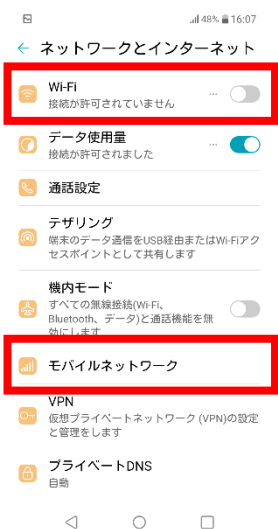 48% 16:07
← ネットワークとインターネット
Wi-Fi
接続が許可されていません
データ使用量
接続が許可されました
通話設定
テザリング
端末のデータ通信をUSB経由またはWi-Fiアク
セスポイントとして共有します
機内モード
すべての無線接続(Wi-Fi、
Bluetooth、データ)と通話機能を無
効にします
モバイルネットワーク
VPN
仮想プライベートネットワーク (VPN)の設定
と管理をします
プライベートDNS
自動